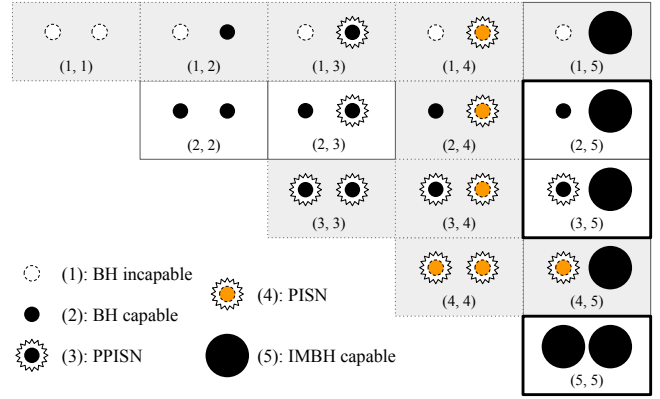 (1, 1) (1, 2) (1, 3) (1, 4) (1, 5)
(2, 2) (2, 3) (2, 4) (2, 5)
(3, 3) (3, 4) (3, 5)
(1): BH incapable
(4): PISN
(4, 4) (4, 5)
(2): BH capable
(3): PPISN
(5): IMBH capable
(5, 5)